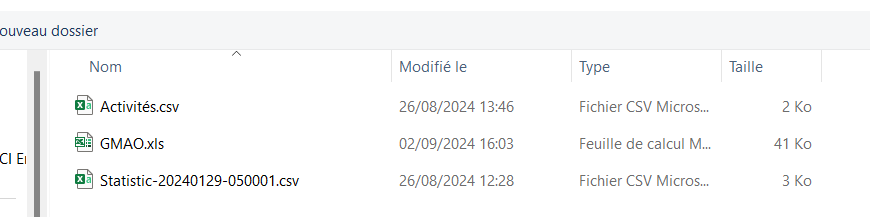 ouveau dossier
Nom Modifié le Type Taille
Activités.csv 26/08/2024 13:46 Fichier CSV Micros... 2 Ko
GMAO.xls 02/09/2024 16:03 Feuille de calcul M... 41 Ko
CI En
Statistic-20240129-050001.csv 26/08/2024 12:28 Fichier CSV Micros... 3 Ko